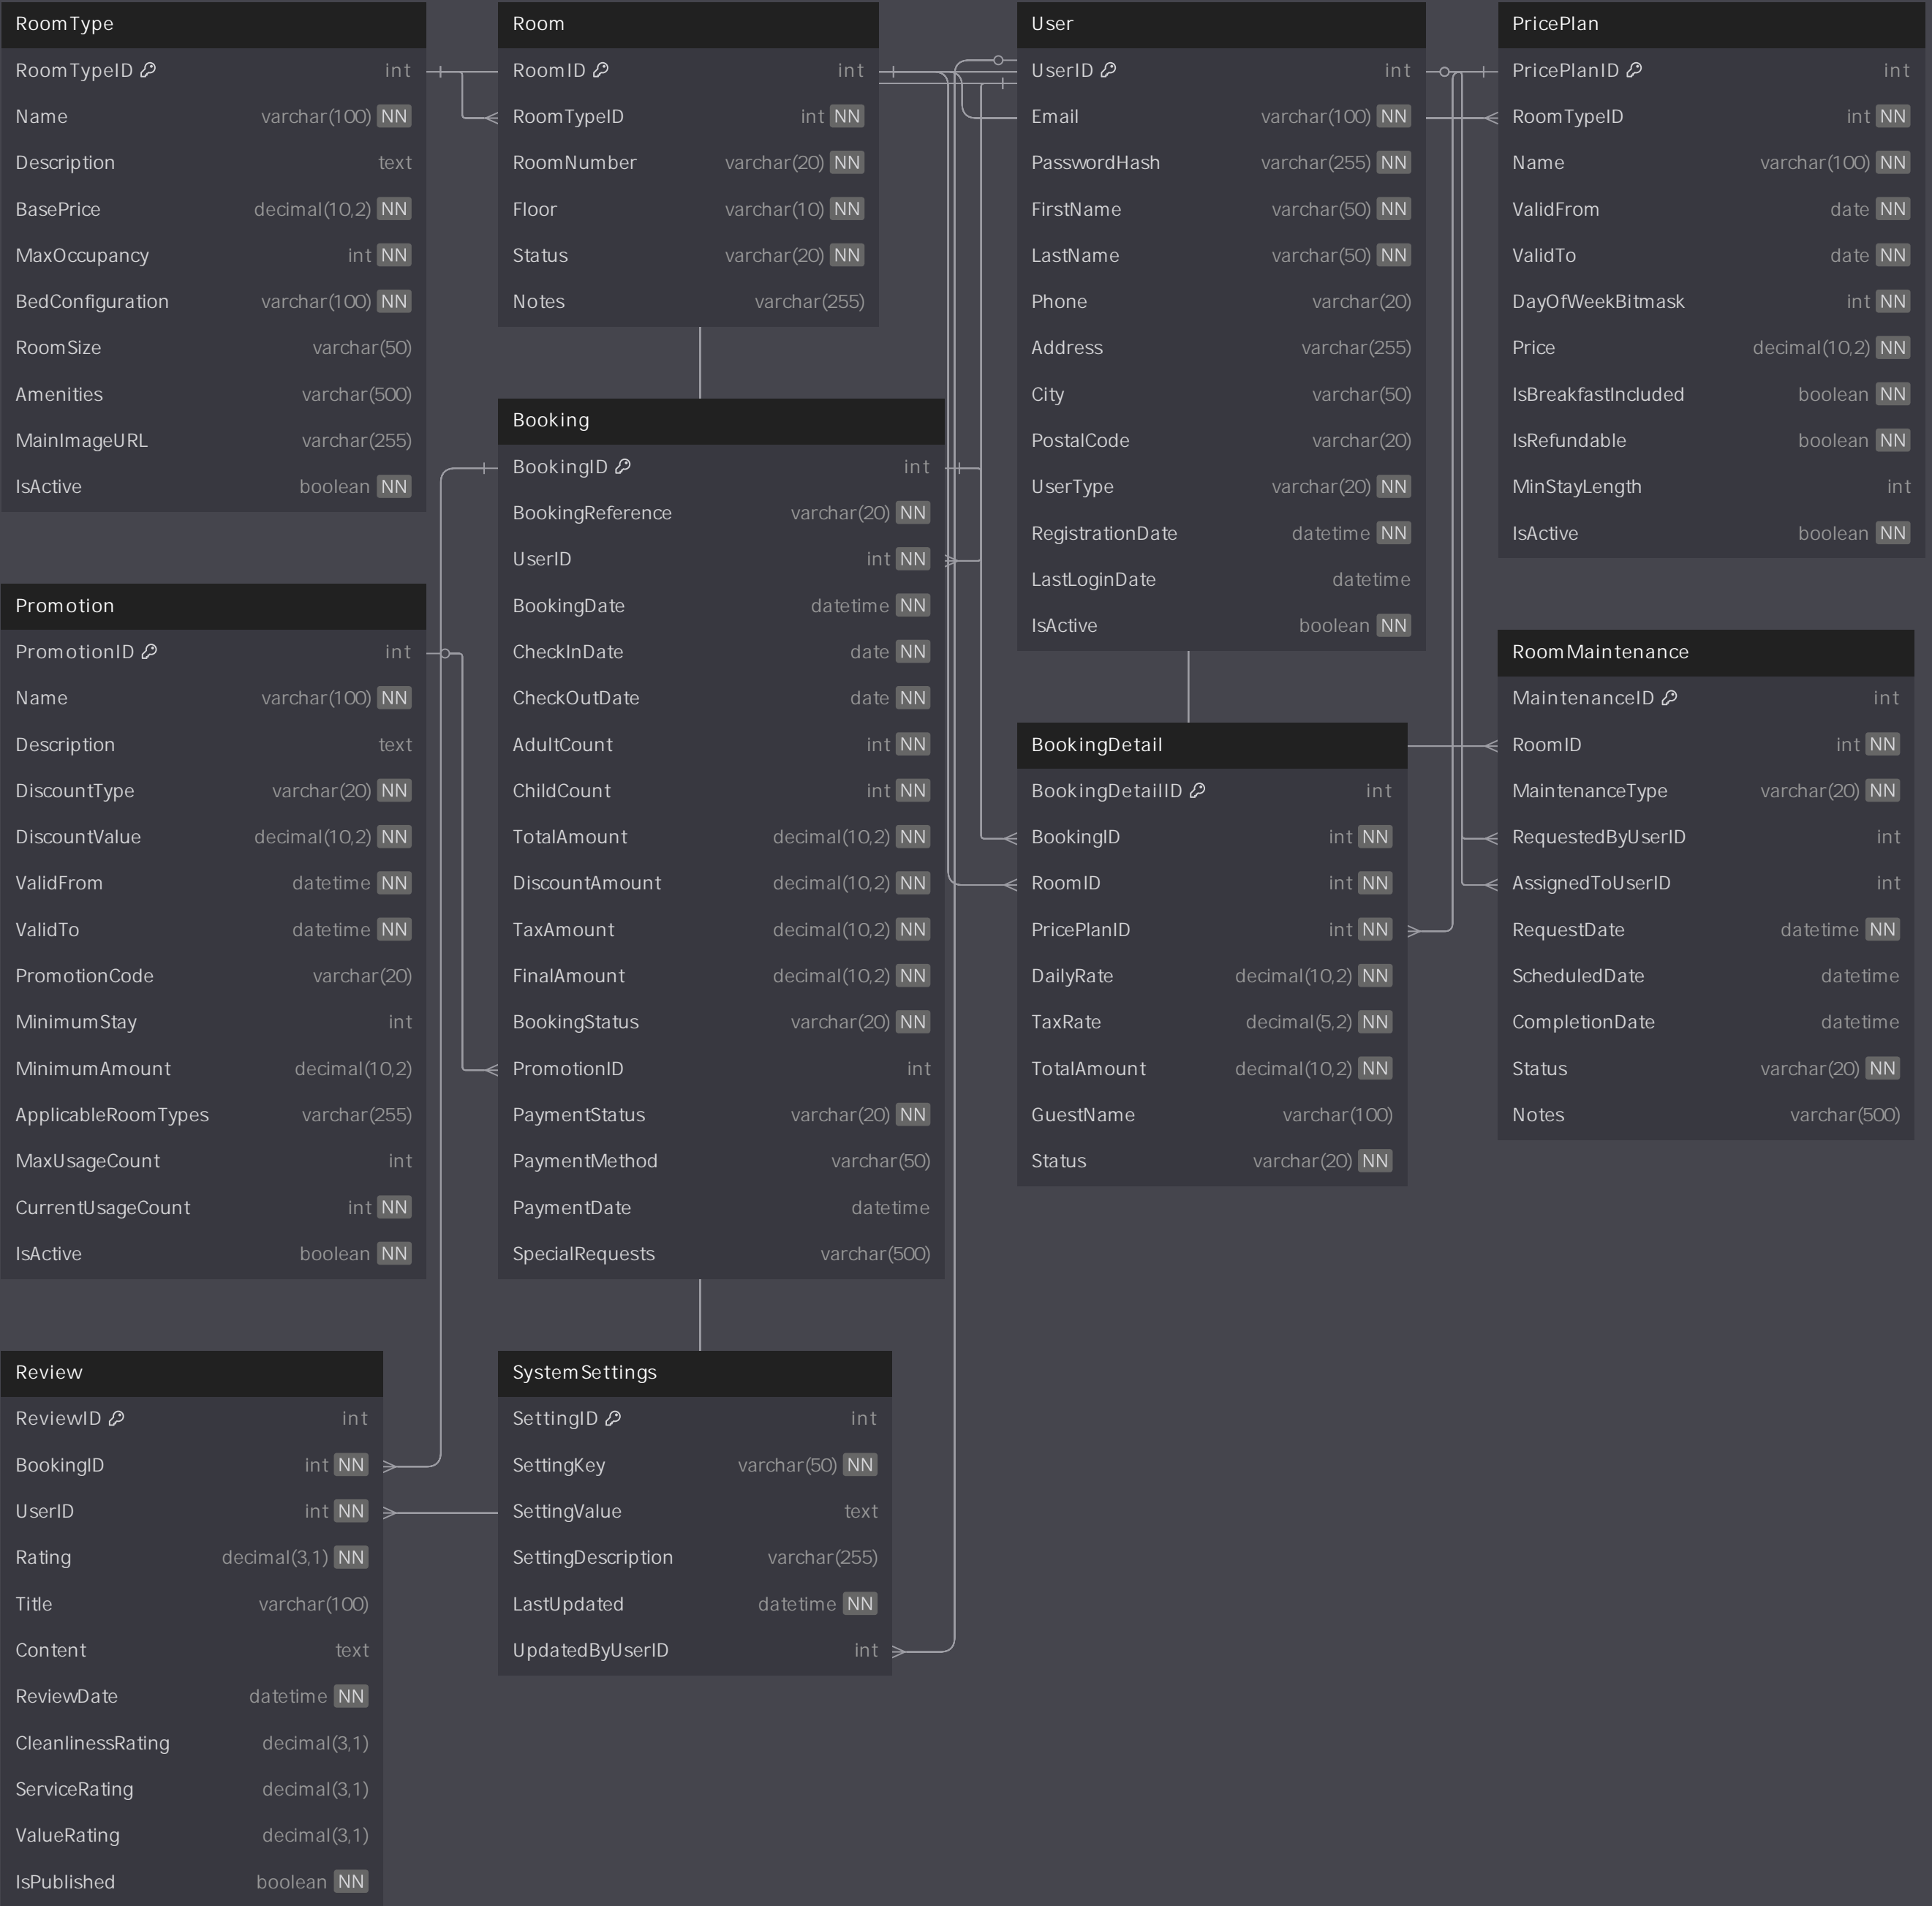 RoomType
RoomTypeID int
Name varchar(100) NN
Description text
BasePrice decimal(10,2) NN
MaxOccupancy int NN
BedConfiguration varchar(100) NN
RoomSize varchar(50)
Amenities varchar(500)
MainImageURL varchar(255)
IsActive boolean NN
Room
RoomID int
RoomTypeID int NN
RoomNumber varchar(20) NN
Floor varchar(10) NN
Status varchar(20) NN
Notes varchar(255)
User
UserID int
Email varchar(100) NN
PasswordHash varchar(255) NN
FirstName varchar(50) NN
LastName varchar(50) NN
Phone varchar(20)
Address varchar(255)
City varchar(50)
PostalCode varchar(20)
UserType varchar(20) NN
RegistrationDate datetime NN
LastLoginDate datetime
IsActive boolean NN
PricePlan
PricePlanID int
RoomTypeID int NN
Name varchar(100) NN
ValidFrom date NN
ValidTo date NN
DayOfWeekBitmask int NN
Price decimal(10,2) NN
IsBreakfastIncluded boolean NN
IsRefundable boolean NN
MinStayLength int
IsActive boolean NN
Booking
BookingID int
BookingReference varchar(20) NN
UserID int NN
BookingDate datetime NN
CheckInDate date NN
CheckOutDate date NN
AdultCount int NN
ChildCount int NN
TotalAmount decimal(10,2) NN
DiscountAmount decimal(10,2) NN
TaxAmount decimal(10,2) NN
FinalAmount decimal(10,2) NN
BookingStatus varchar(20) NN
PromotionID int
PaymentStatus varchar(20) NN
PaymentMethod varchar(50)
PaymentDate datetime
SpecialRequests varchar(500)
Promotion
PromotionID int
Name varchar(100) NN
Description text
DiscountType varchar(20) NN
DiscountValue decimal(10,2) NN
ValidFrom datetime NN
ValidTo datetime NN
PromotionCode varchar(20)
MinimumStay int
MinimumAmount decimal(10,2)
ApplicableRoomTypes varchar(255)
MaxUsageCount int
CurrentUsageCount int NN
IsActive boolean NN
BookingDetail
BookingDetailID int
BookingID int NN
RoomID int NN
PricePlanID int NN
DailyRate decimal(10,2) NN
TaxRate decimal(5,2) NN
TotalAmount decimal(10,2) NN
GuestName varchar(100)
Status varchar(20) NN
RoomMaintenance
MaintenanceID int
RoomID int NN
MaintenanceType varchar(20) NN
RequestedByUserID int
AssignedToUserID int
RequestDate datetime NN
ScheduledDate datetime
CompletionDate datetime
Status varchar(20) NN
Notes varchar(500)
Review
ReviewID int
BookingID int NN
UserID int NN
Rating decimal(3,1) NN
Title varchar(100)
Content text
ReviewDate datetime NN
CleanlinessRating decimal(3,1)
ServiceRating decimal(3,1)
ValueRating decimal(3,1)
IsPublished boolean NN
SystemSettings
SettingID int
SettingKey varchar(50) NN
SettingValue text
SettingDescription varchar(255)
LastUpdated datetime NN
UpdatedByUserID int